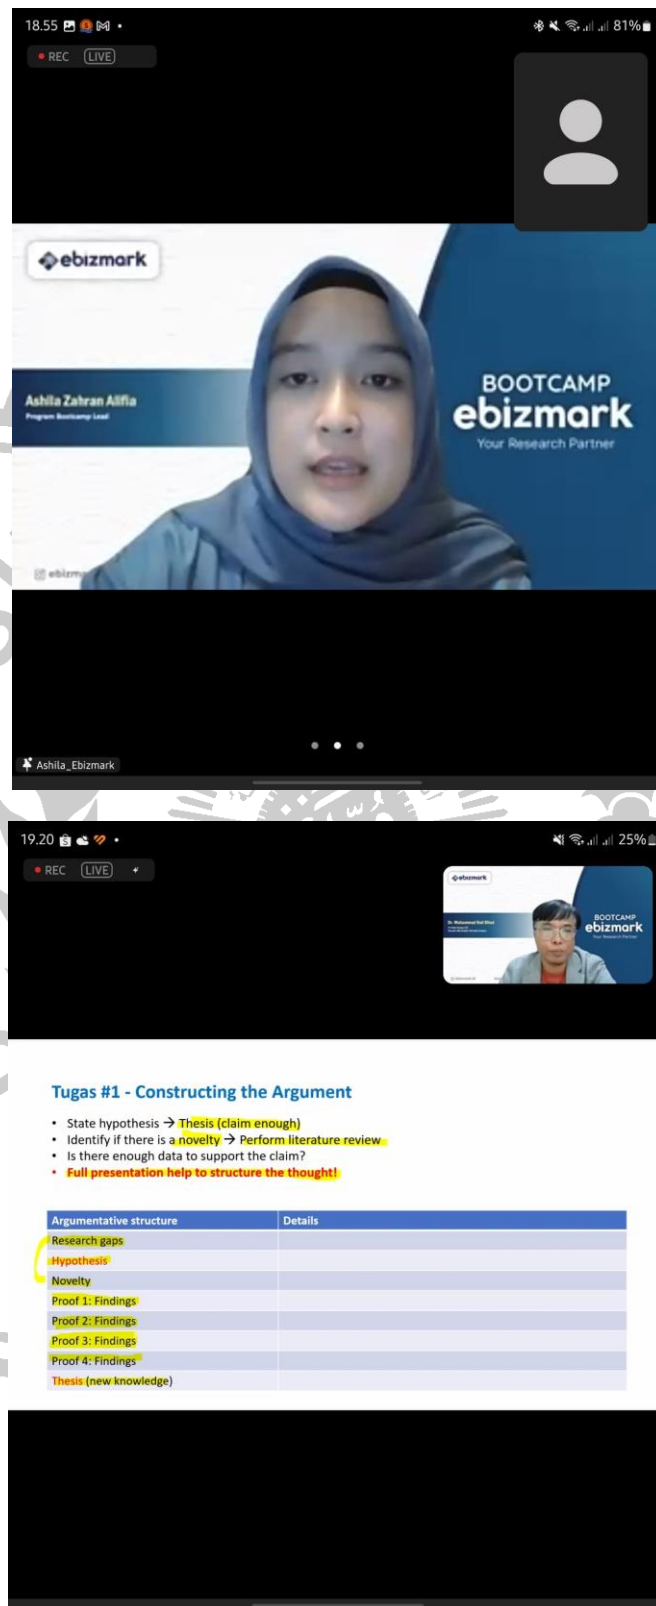 18.55
81%
REC LIVE
ebizmark
Ashila Zahran Alifia
Program Bootcamp Lead
BOOTCAMP
ebizmark
Your Research Partner
Ashila_Ebizmark
19.20
25%
REC LIVE
ebizmark
BOOTCAMP
ebizmark
Your Research Partner
Tugas #1 - Constructing the Argument
• State hypothesis → Thesis (claim enough)
• Identify if there is a novelty → Perform literature review
• Is there enough data to support the claim?
• Full presentation help to structure the thought!
Argumentative structure Details
Research gaps
Hypothesis
Novelty
Proof 1: Findings
Proof 2: Findings
Proof 3: Findings
Proof 4: Findings
Thesis (new knowledge)